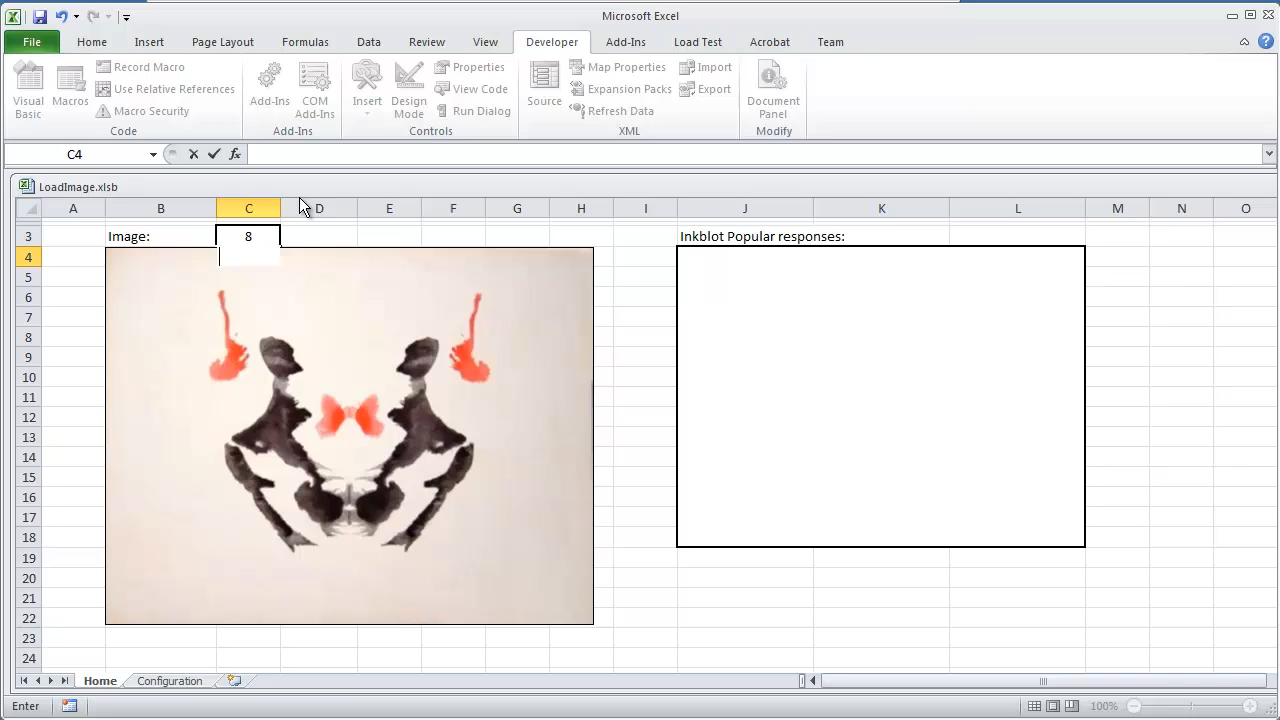 Microsoft Excel
File Home Insert Page Layout Formulas Data Review View Developer Add-Ins Load Test Acrobat Team
Visual Basic
Macros
Record Macro
Use Relative References
Macro Security
Code
Add-Ins
COM Add-Ins
Add-Ins
Insert
Design Mode
Properties
View Code
Run Dialog
Controls
Source
Map Properties
Expansion Packs
Refresh Data
Import
Export
XML
Document Panel
Modify
C4 fx
LoadImage.xlsb
A B C D E F G H I J K L M N O
3 Image: 8 Inkblot Popular responses:
4
5
6
7
8
9
10
11
12
13
14
15
16
17
18
19
20
21
22
23
24
Home Configuration
Enter 100%